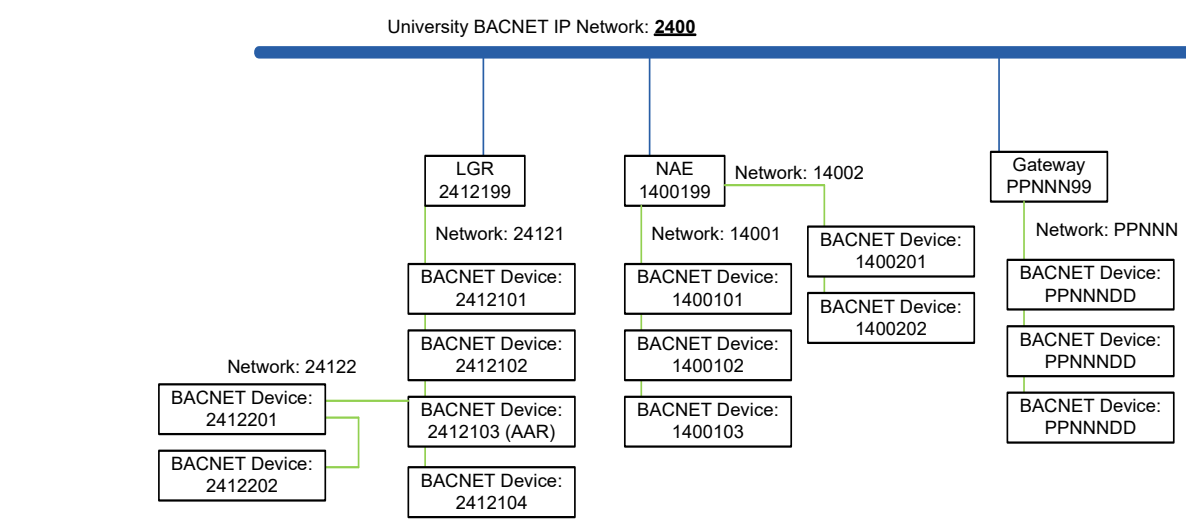 University BACNET IP Network: 2400
LGR
2412199
Network: 24121
BACNET Device:
2412101
BACNET Device:
2412102
BACNET Device:
2412103 (AAR)
BACNET Device:
2412104
Network: 24122
BACNET Device:
2412201
BACNET Device:
2412202
NAE
1400199
Network: 14001
BACNET Device:
1400101
BACNET Device:
1400102
BACNET Device:
1400103
Network: 14002
BACNET Device:
1400201
BACNET Device:
1400202
Gateway
PPNNN99
Network: PPNNN
BACNET Device:
PPNNNDD
BACNET Device:
PPNNNDD
BACNET Device:
PPNNNDD